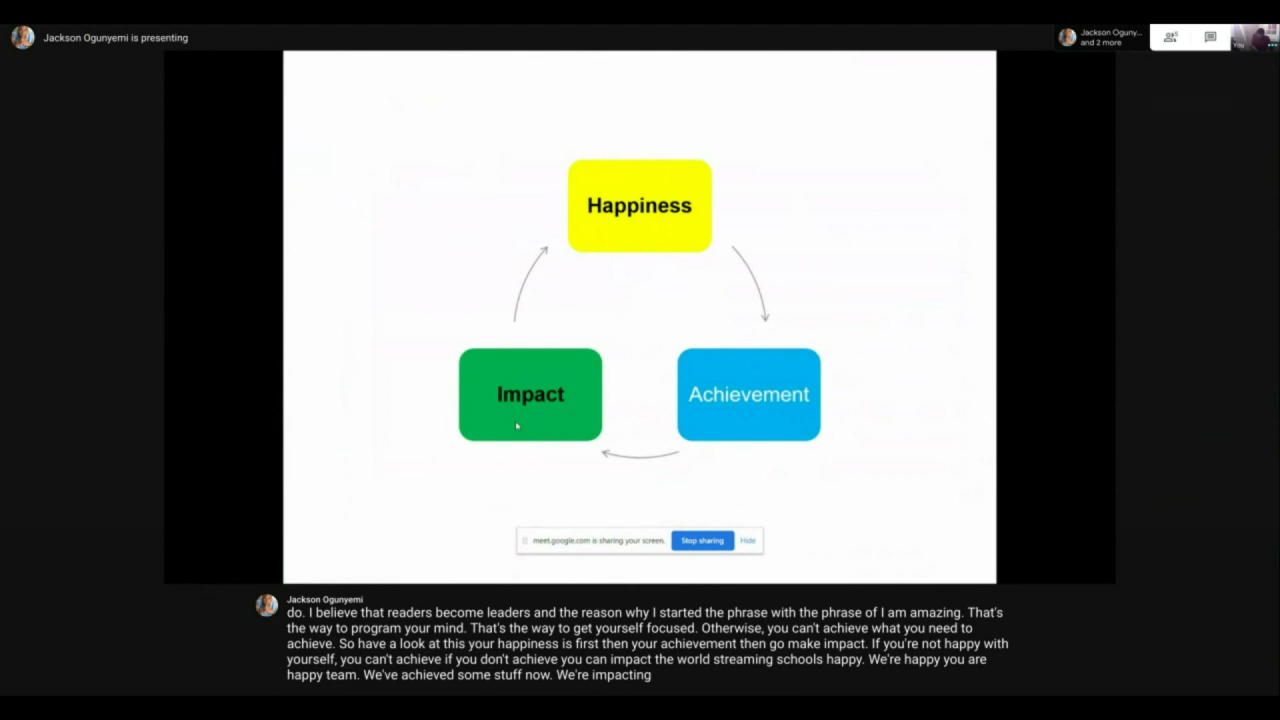 Jackson Ogunyemi is presenting
Jackson Oguny...
and 2 more
5
You
Happiness
Impact
Achievement
meet.google.com is sharing your screen.
Stop sharing
Hide
Jackson Ogunyemi
do. I believe that readers become leaders and the reason why I started the phrase with the phrase of I am amazing. That's
the way to program your mind. That's the way to get yourself focused. Otherwise, you can't achieve what you need to
achieve. So have a look at this your happiness is first then your achievement then go make impact. If you're not happy with
yourself, you can't achieve if you don't achieve you can impact the world streaming schools happy. We're happy you are
happy team. We've achieved some stuff now. We're impacting